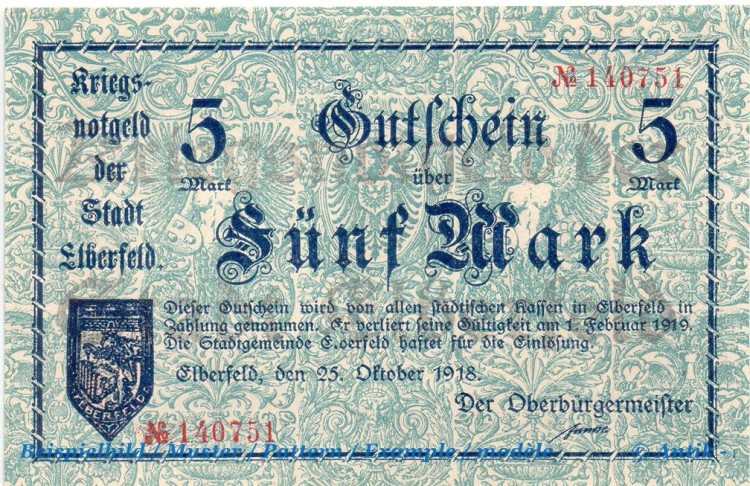 Kriegs-
notgeld
der
Stadt
Elberfeld.
5
Mark
Gutschein
über
Fünf Mark
№ 140751
5
Mark
Dieser Gutschein wird von allen städtischen Kassen in Elberfeld in
Zahlung genommen. Er verliert seine Gültigkeit am 1. Februar 1919.
Die Stadtgemeinde E.oerfeld haftet für die Einlösung.
Elberfeld, den 25. Oktober 1918.
Der Oberbürgermeister
ELBERFELD
№ 140751
Beispielbild / Muster / Pattern / Example / modèle © Antik -